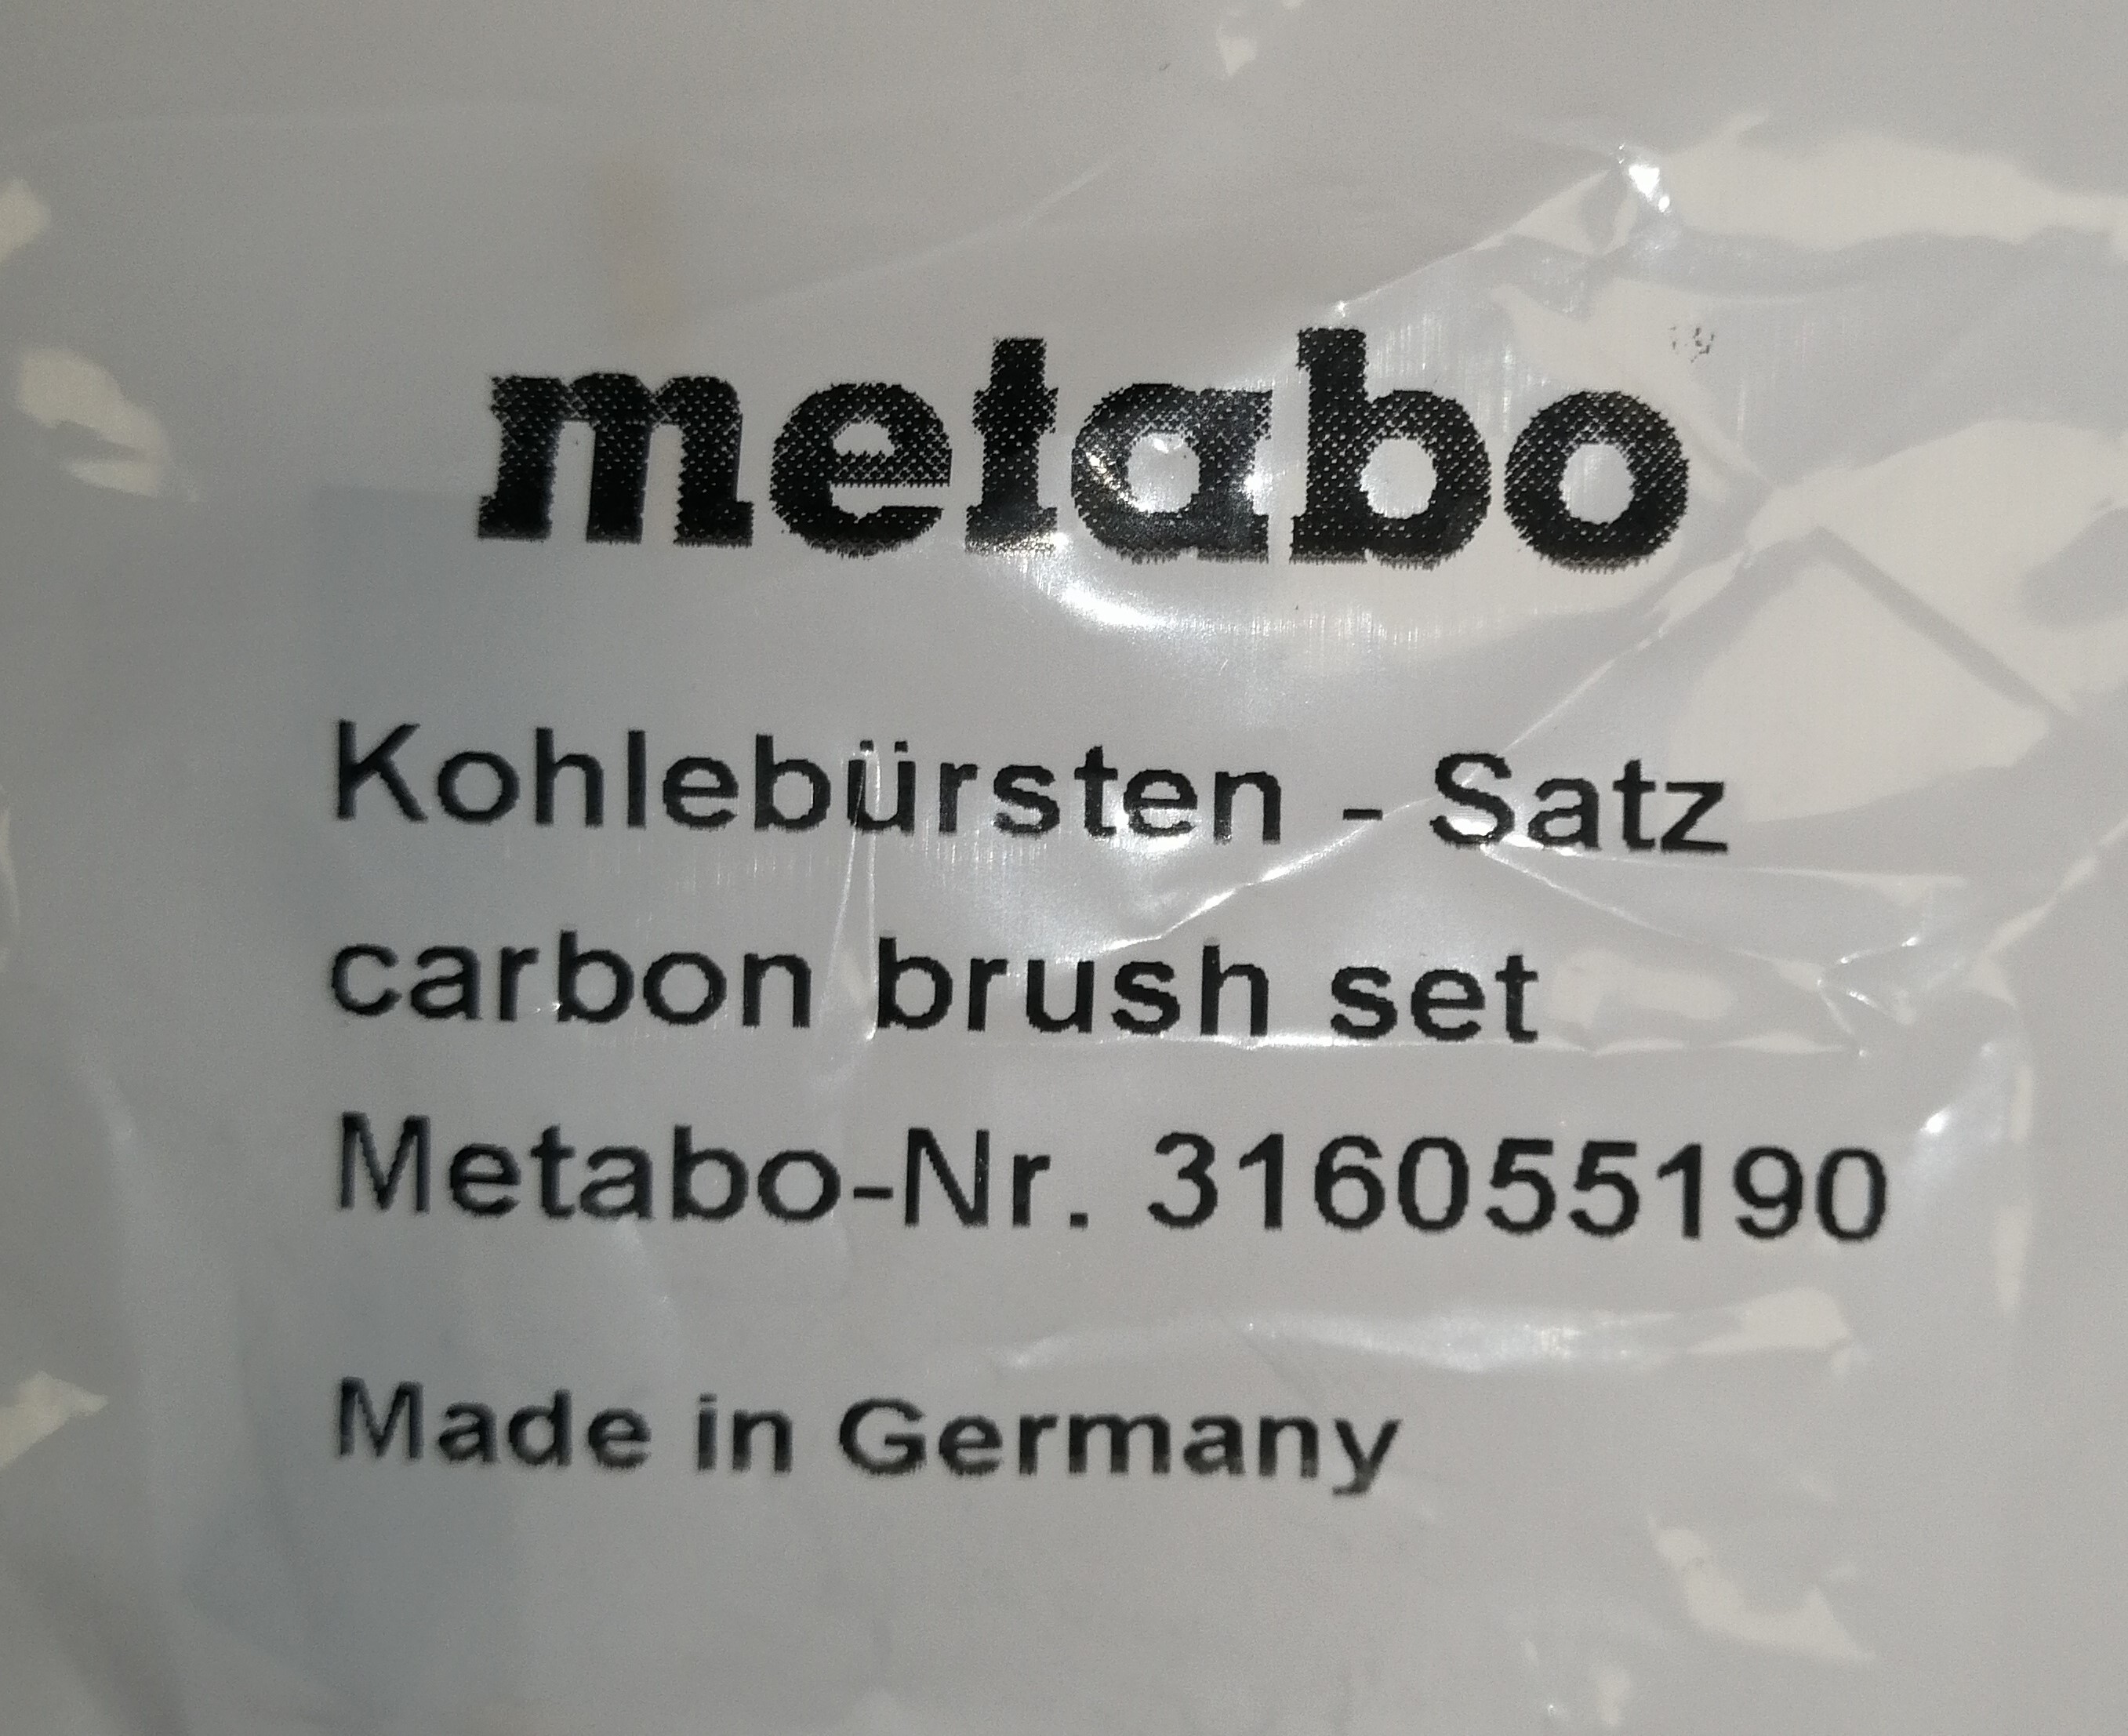 metabo
Kohlebürsten - Satz
carbon brush set
Metabo-Nr. 316055190
Made in Germany